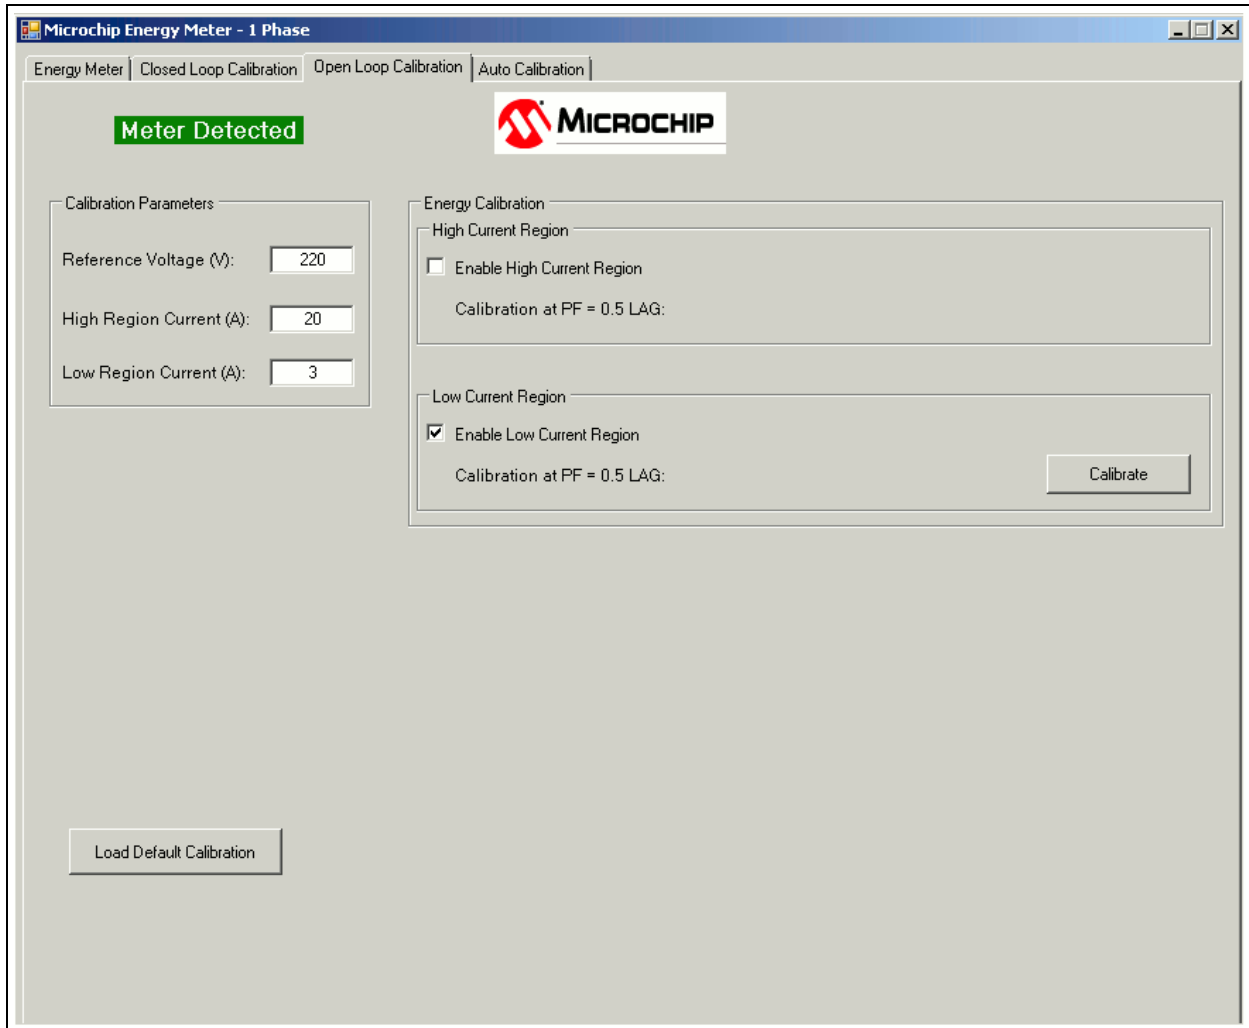 Microchip Energy Meter - 1 Phase
Energy Meter Closed Loop Calibration Open Loop Calibration Auto Calibration
Meter Detected
MICROCHIP
Calibration Parameters
Reference Voltage (V): 220
High Region Current (A): 20
Low Region Current (A): 3
Energy Calibration
High Current Region
Enable High Current Region
Calibration at PF = 0.5 LAG:
Low Current Region
Enable Low Current Region
Calibration at PF = 0.5 LAG:
Calibrate
Load Default Calibration